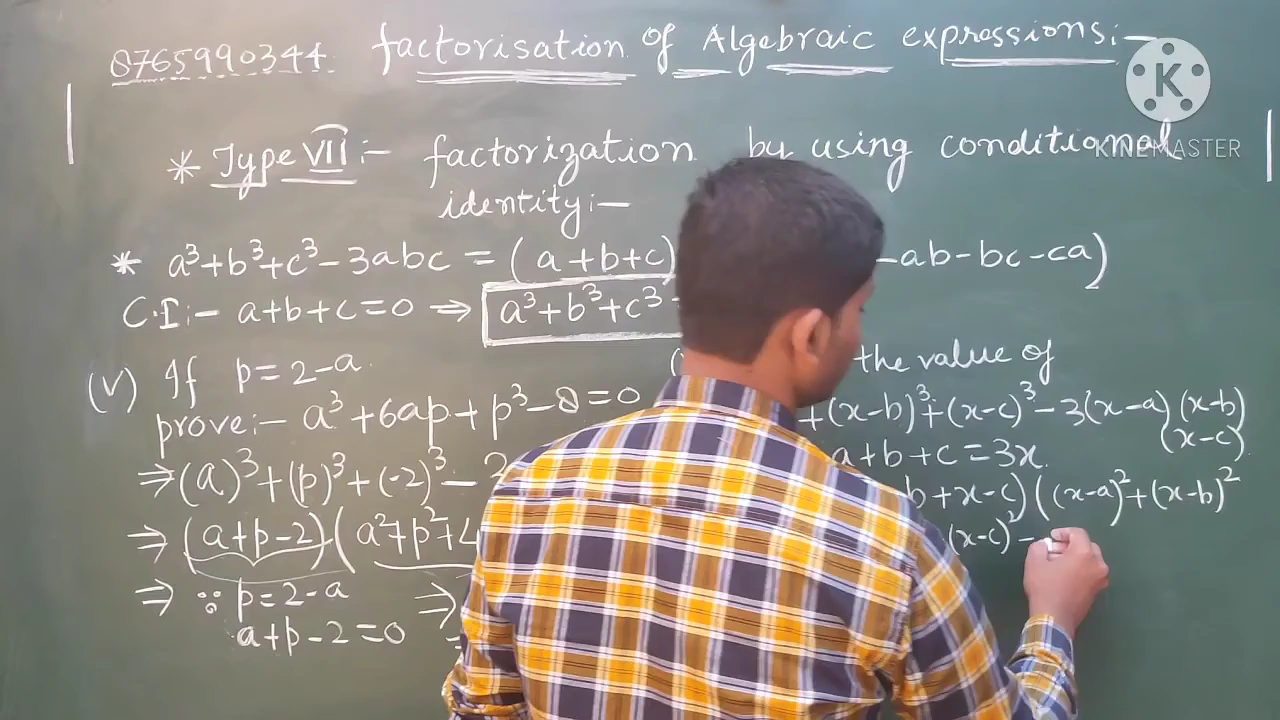 8765990344 factorisation of Algebraic expressions:-
K
KINEMASTER
* Type VII :- factorization by using conditional
identity:-
* a³+b³+c³-3abc = (a+b+c) -ab-bc-ca)
C.I:- a+b+c=0 ⇒ a³+b³+c³
(V) If p=2-a
prove:- a³+6ap+p³-8=0
⇒(a)³+(p)³+(-2)³-
⇒ (a+p-2)(a²+p²+
⇒ ∵ p=2-a ⇒
a+p-2=0
the value of
+(x-b)³+(x-c)³-3(x-a)(x-b)
(x-c)
a+b+c=3x
b+x-c)((x-a)²+(x-b)²
(x-c)²-